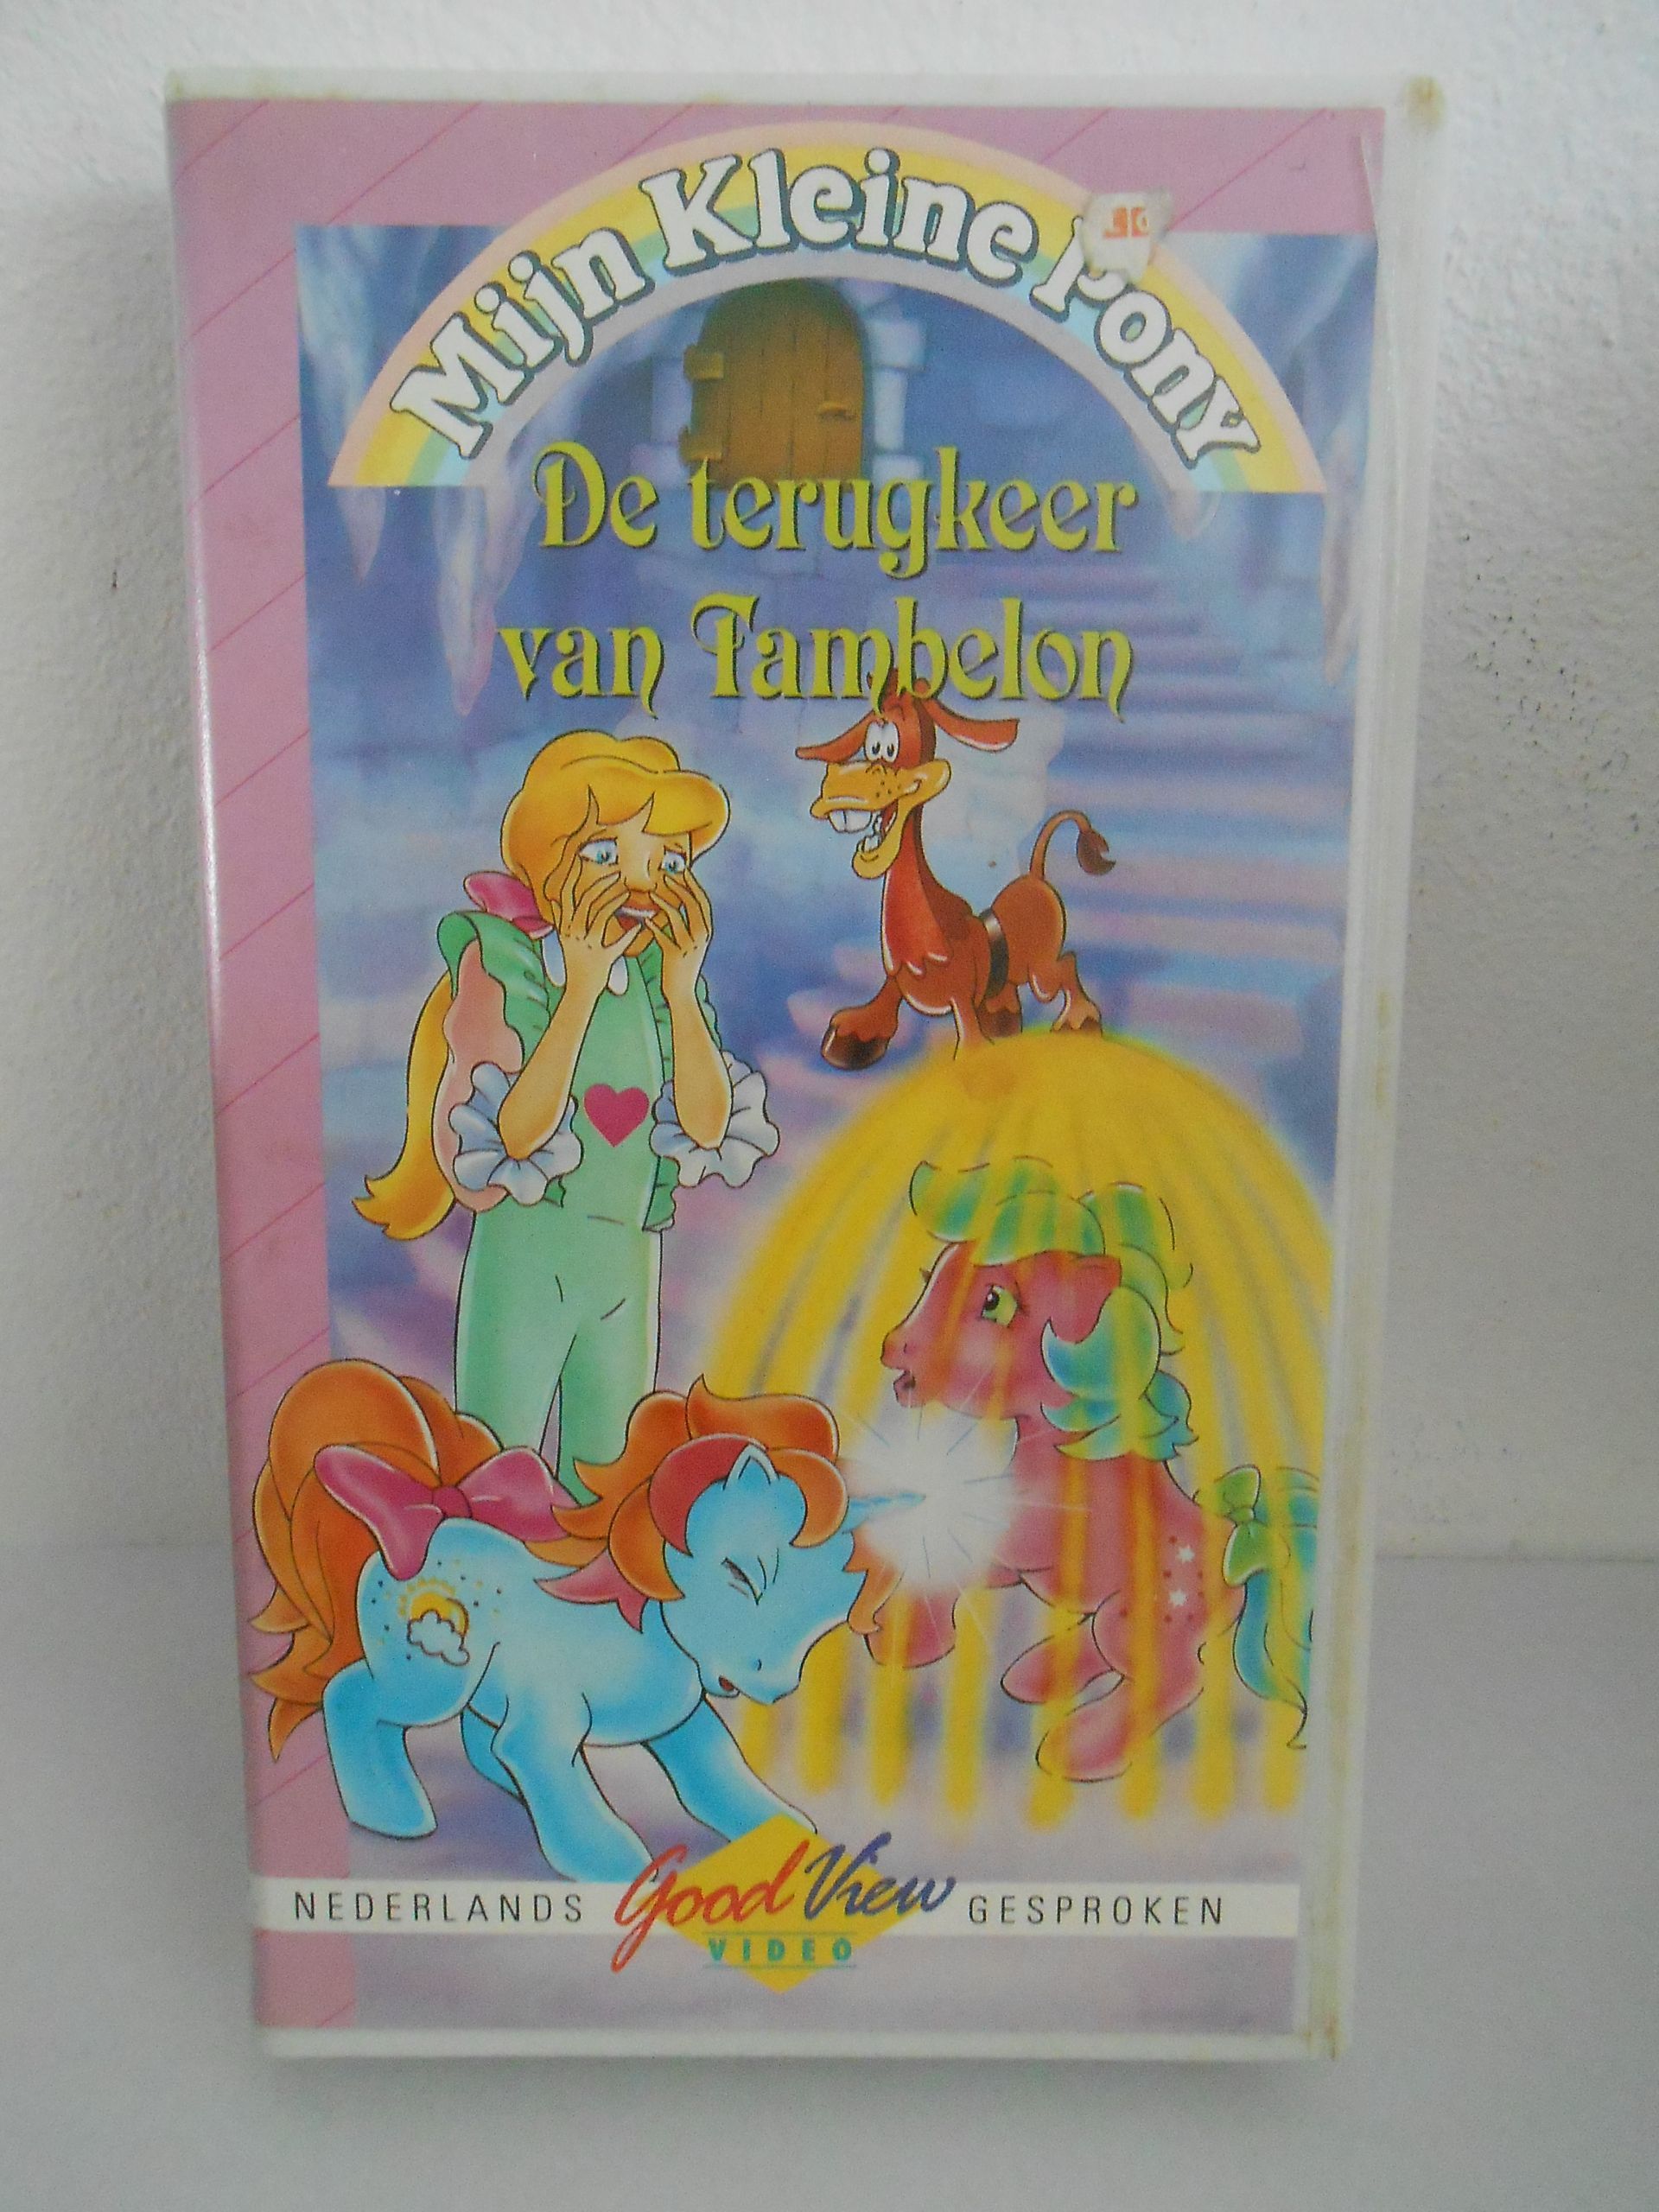 Mijn Kleine Pony
De terugkeer
van Tambelon
NEDERLANDS Good View GESPROKEN
VIDEO